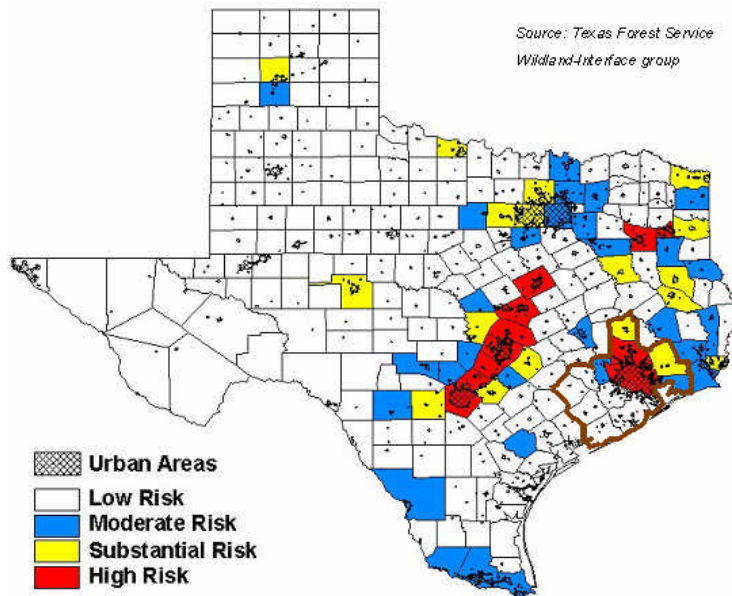 Source: Texas Forest Service
Wildland-Interface group
Urban Areas
Low Risk
Moderate Risk
Substantial Risk
High Risk